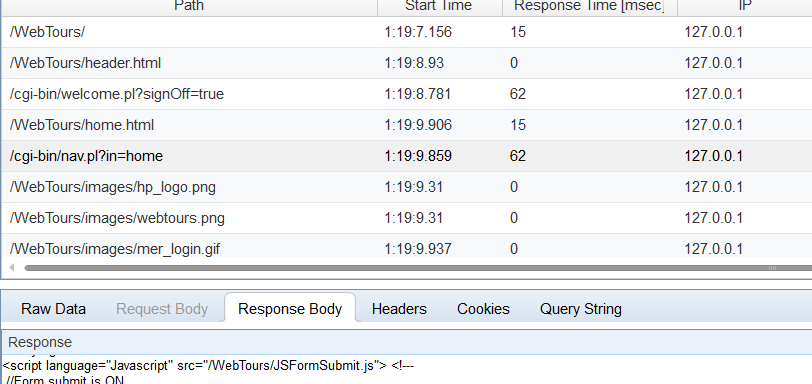 Path Start Time Response Time [msec] IP
/WebTours/ 1:19:7.156 15 127.0.0.1
/WebTours/header.html 1:19:8.93 0 127.0.0.1
/cgi-bin/welcome.pl?signOff=true 1:19:8.781 62 127.0.0.1
/WebTours/home.html 1:19:9.906 15 127.0.0.1
/cgi-bin/nav.pl?in=home 1:19:9.859 62 127.0.0.1
/WebTours/images/hp_logo.png 1:19:9.31 0 127.0.0.1
/WebTours/images/webtours.png 1:19:9.31 0 127.0.0.1
/WebTours/images/mer_login.gif 1:19:9.937 0 127.0.0.1
Raw Data Request Body Response Body Headers Cookies Query String
Response
<script language="Javascript" src="/WebTours/JSFormSubmit.js"> <!---
//Form submit is ON